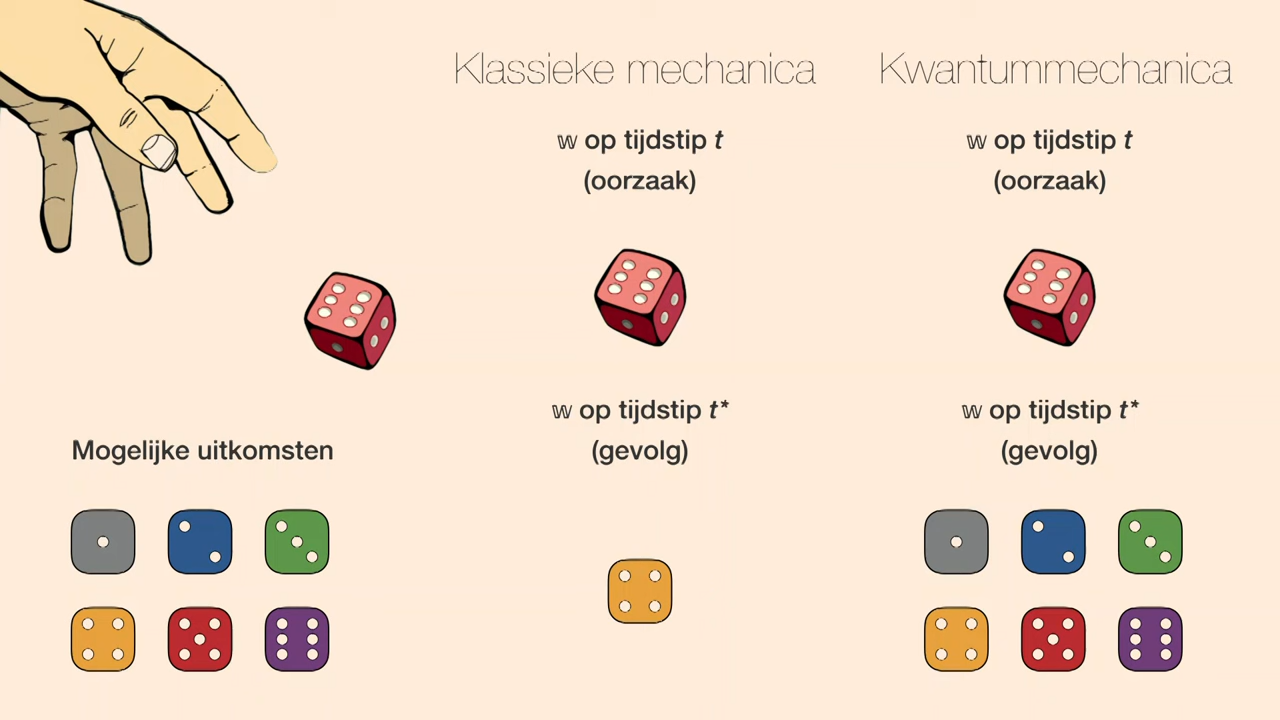 Klassieke mechanica
𝕨 op tijdstip t
(oorzaak)
𝕨 op tijdstip t*
(gevolg)
Kwantummechanica
𝕨 op tijdstip t
(oorzaak)
𝕨 op tijdstip t*
(gevolg)
Mogelijke uitkomsten